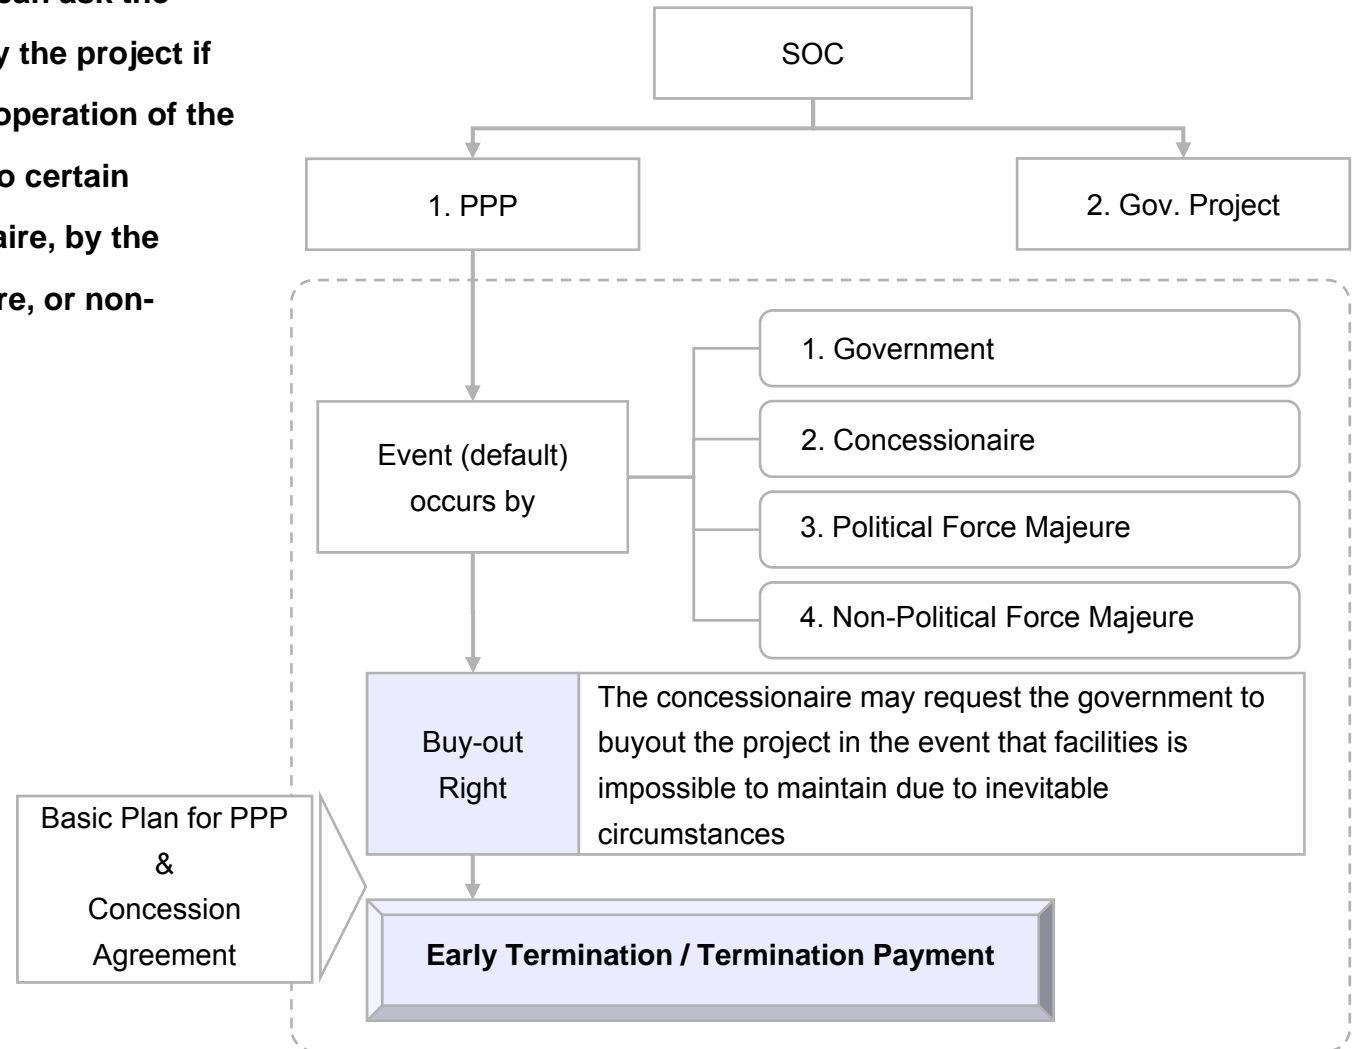 can ask the
y the project if
operation of the
o certain
aire, by the
re, or non-
SOC
1. PPP
2. Gov. Project
Event (default)
occurs by
1. Government
2. Concessionaire
3. Political Force Majeure
4. Non-Political Force Majeure
Buy-out
Right
The concessionaire may request the government to
buyout the project in the event that facilities is
impossible to maintain due to inevitable
circumstances
Basic Plan for PPP
&
Concession
Agreement
Early Termination / Termination Payment